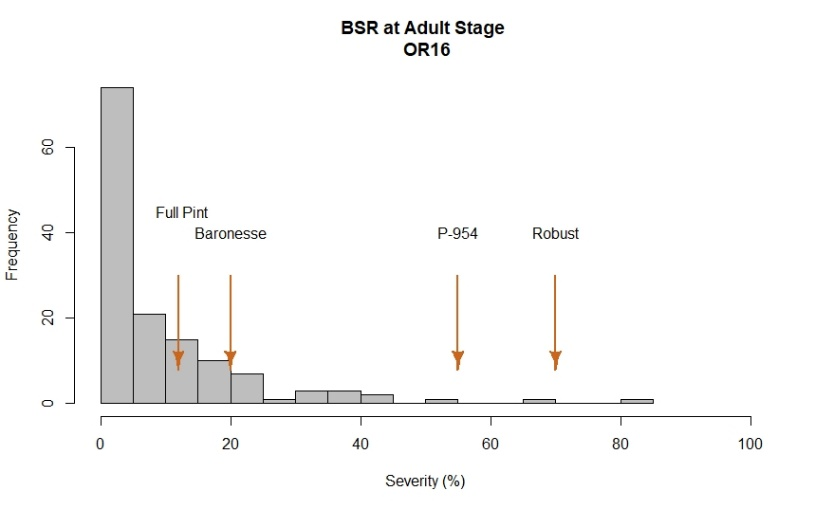 BSR at Adult Stage
OR16
Full Pint
Baronesse
P-954
Robust
Frequency
60
40
20
0
0 20 40 60 80 100
Severity (%)